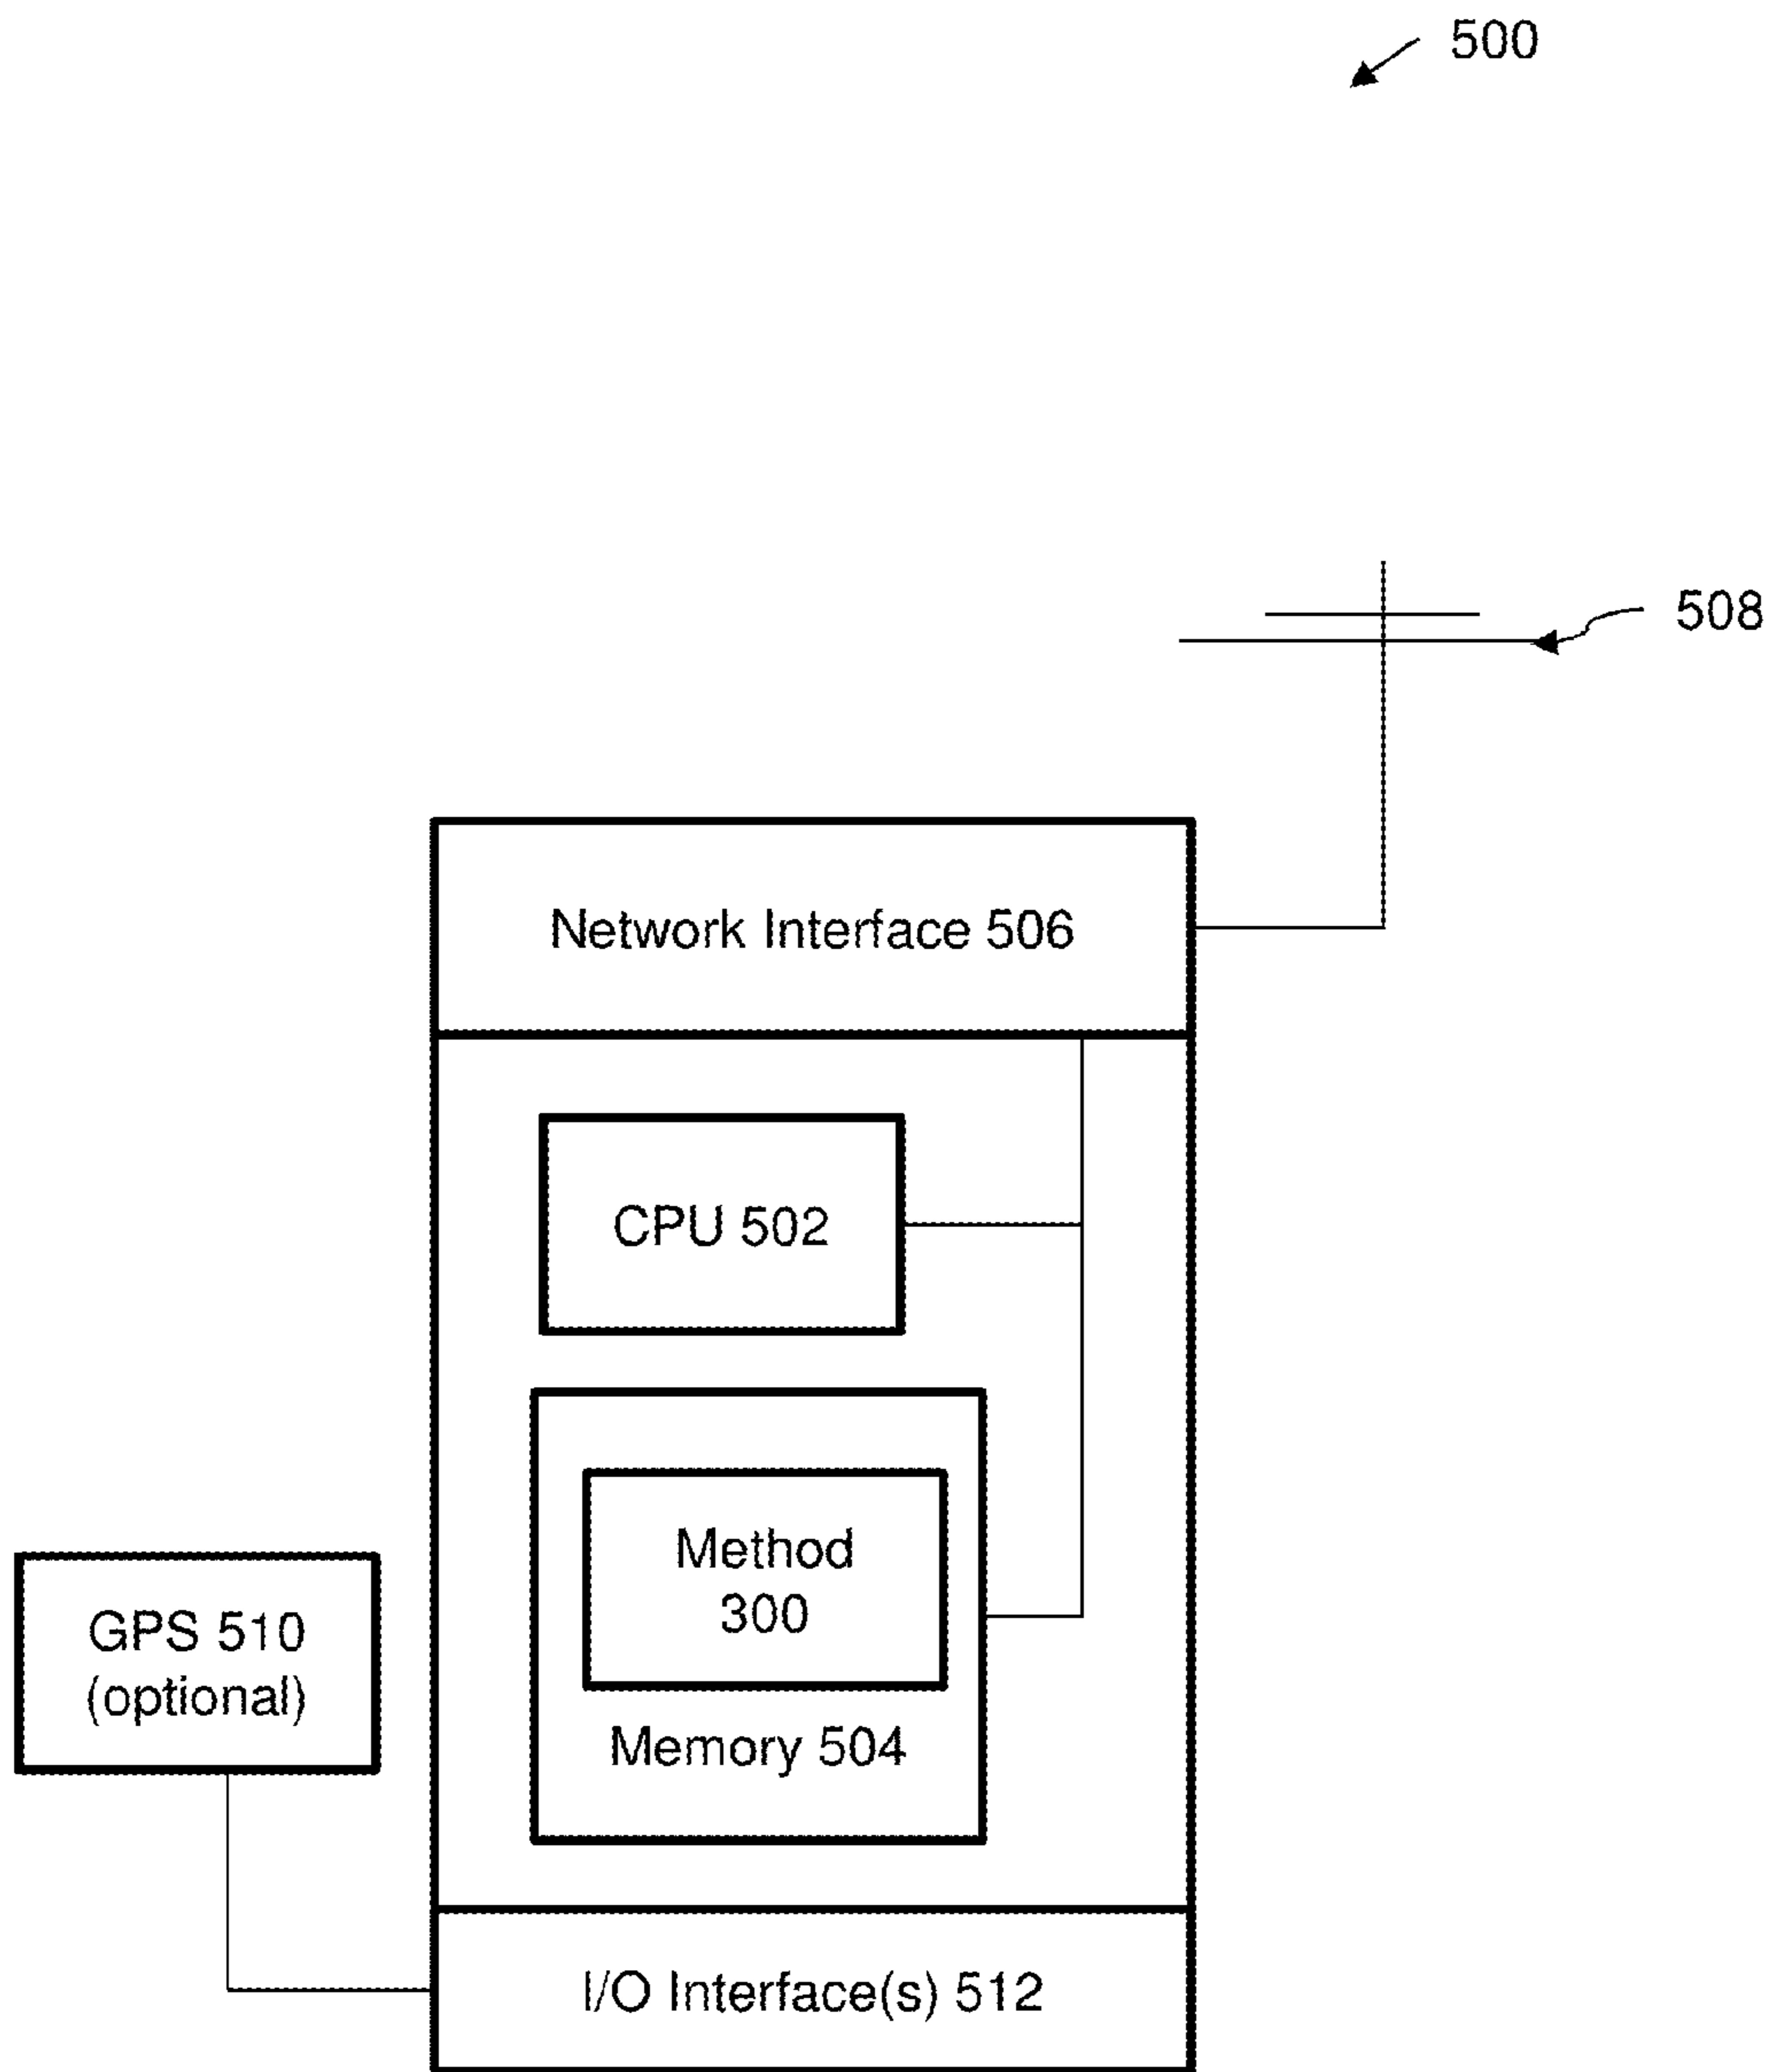 500
508
Network Interface 506
CPU 502
Method
300
Memory 504
GPS 510
(optional)
I/O Interface(s) 512